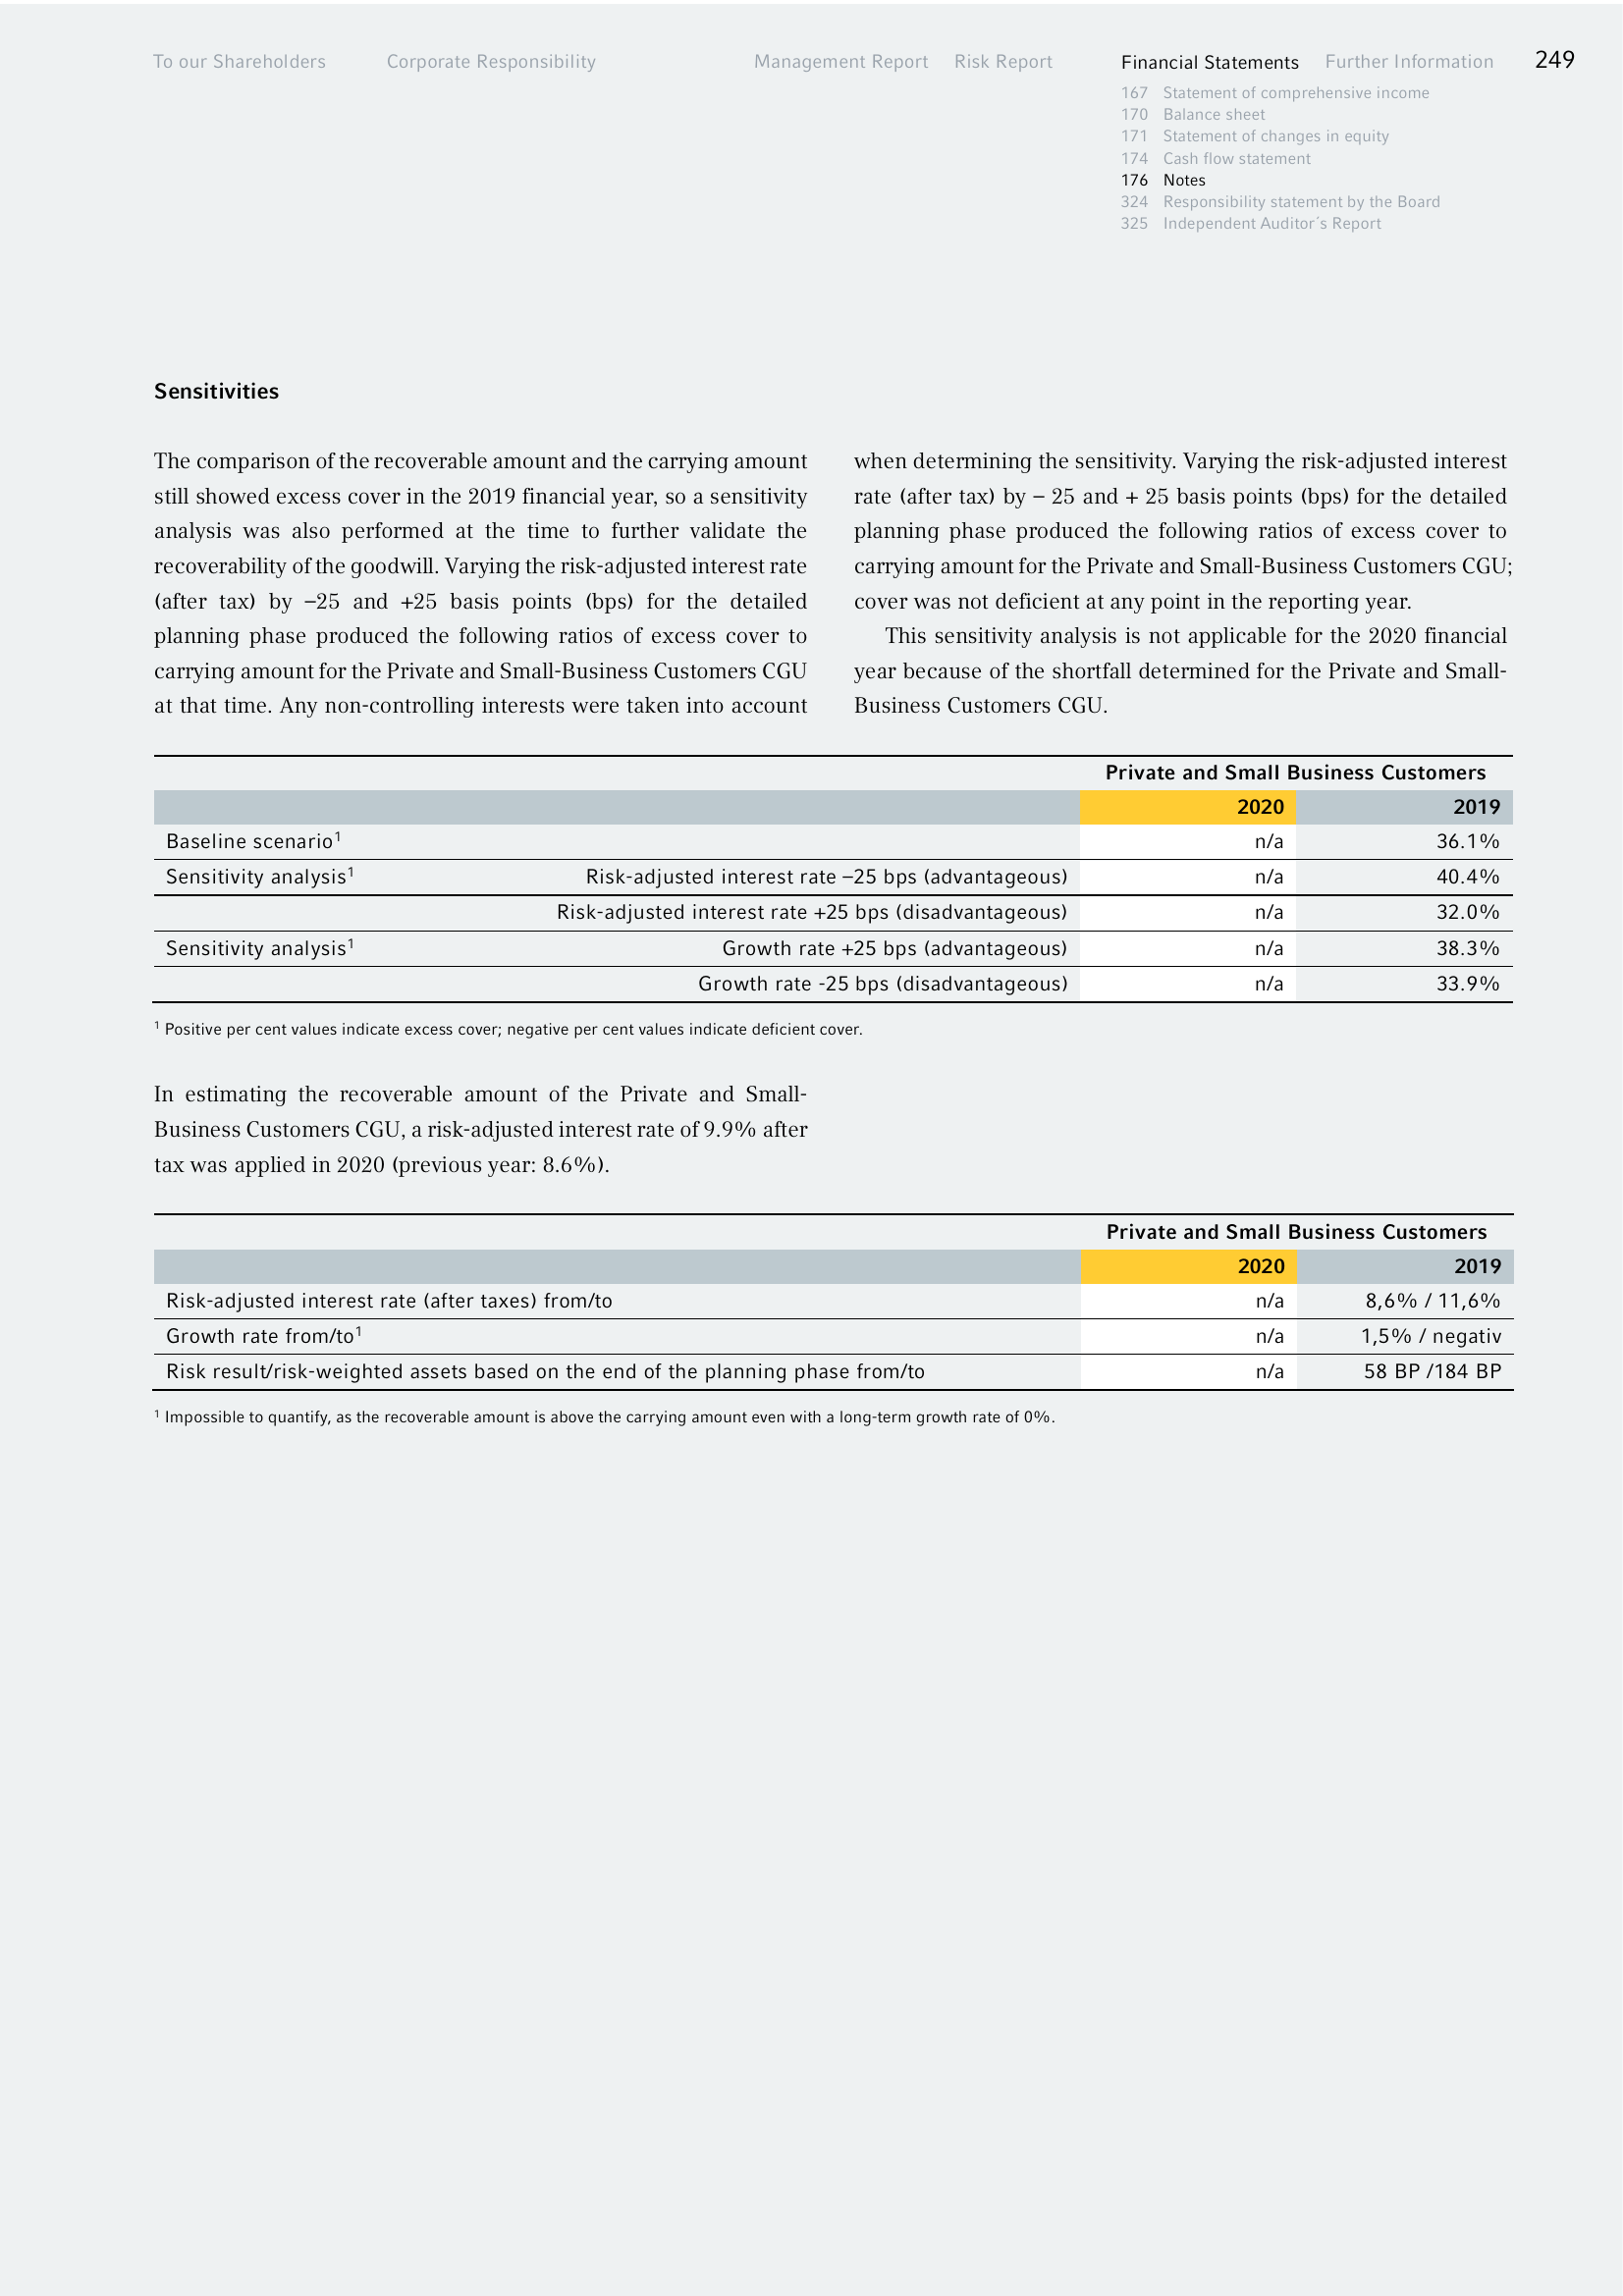 To our Shareholders Corporate Responsibility Management Report Risk Report Financial Statements Further Information 249
167 Statement of comprehensive income
170 Balance sheet
171 Statement of changes in equity
174 Cash flow statement
176 Notes
324 Responsibility statement by the Board
325 Independent Auditor´s Report
Sensitivities
The comparison of the recoverable amount and the carrying amount
still showed excess cover in the 2019 financial year, so a sensitivity
analysis was also performed at the time to further validate the
recoverability of the goodwill. Varying the risk-adjusted interest rate
(after tax) by –25 and +25 basis points (bps) for the detailed
planning phase produced the following ratios of excess cover to
carrying amount for the Private and Small-Business Customers CGU
at that time. Any non-controlling interests were taken into account
when determining the sensitivity. Varying the risk-adjusted interest
rate (after tax) by – 25 and + 25 basis points (bps) for the detailed
planning phase produced the following ratios of excess cover to
carrying amount for the Private and Small-Business Customers CGU;
cover was not deficient at any point in the reporting year.
This sensitivity analysis is not applicable for the 2020 financial
year because of the shortfall determined for the Private and Small-
Business Customers CGU.
Private and Small Business Customers
2020 2019
Baseline scenario¹ n/a 36.1%
Sensitivity analysis¹ Risk-adjusted interest rate –25 bps (advantageous) n/a 40.4%
Risk-adjusted interest rate +25 bps (disadvantageous) n/a 32.0%
Sensitivity analysis¹ Growth rate +25 bps (advantageous) n/a 38.3%
Growth rate -25 bps (disadvantageous) n/a 33.9%
¹ Positive per cent values indicate excess cover; negative per cent values indicate deficient cover.
In estimating the recoverable amount of the Private and Small-
Business Customers CGU, a risk-adjusted interest rate of 9.9% after
tax was applied in 2020 (previous year: 8.6%).
Private and Small Business Customers
2020 2019
Risk-adjusted interest rate (after taxes) from/to n/a 8,6% / 11,6%
Growth rate from/to¹ n/a 1,5% / negativ
Risk result/risk-weighted assets based on the end of the planning phase from/to n/a 58 BP /184 BP
¹ Impossible to quantify, as the recoverable amount is above the carrying amount even with a long-term growth rate of 0%.